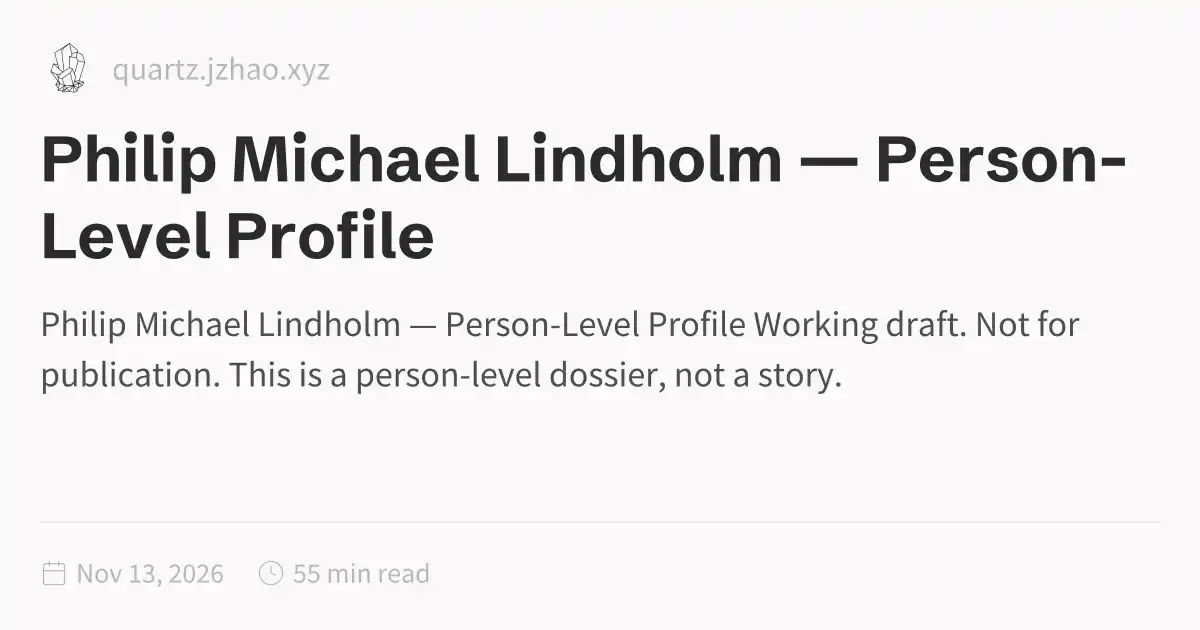 quartz.jzhao.xyz
Philip Michael Lindholm — Person-
Level Profile
Philip Michael Lindholm — Person-Level Profile Working draft. Not for
publication. This is a person-level dossier, not a story.
Nov 13, 2026 55 min read